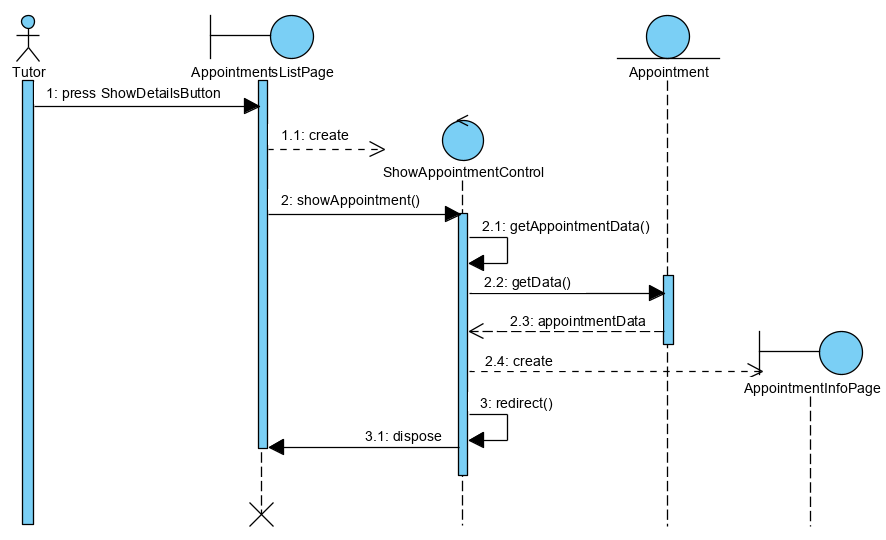 Tutor
AppointmentsListPage
Appointment
1: press ShowDetailsButton
1.1: create
ShowAppointmentControl
2: showAppointment()
2.1: getAppointmentData()
2.2: getData()
2.3: appointmentData
2.4: create
AppointmentInfoPage
3: redirect()
3.1: dispose